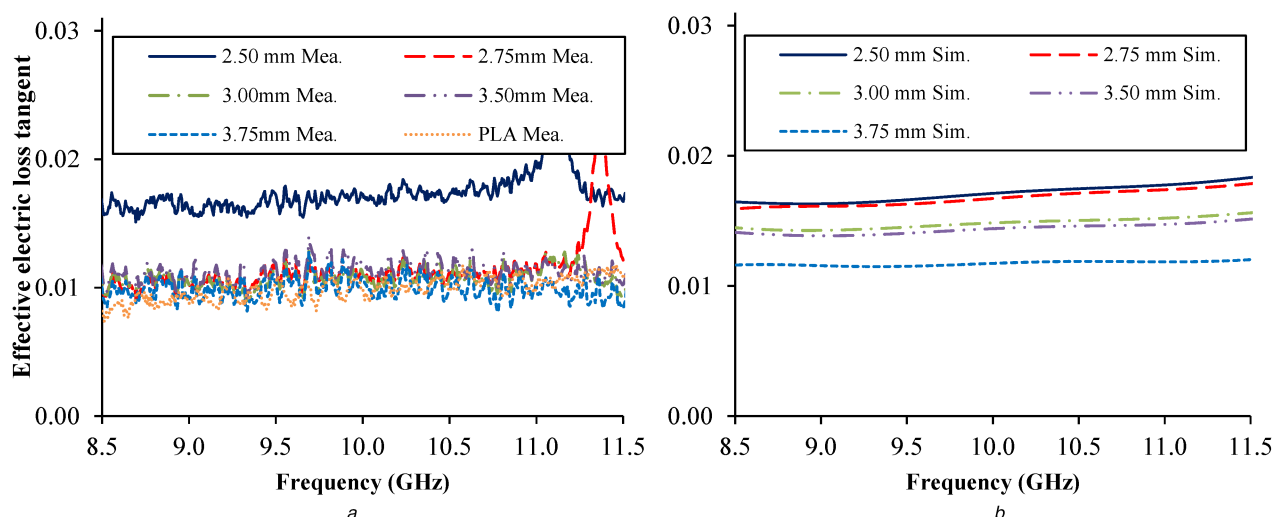 Effective electric loss tangent
0.03
0.02
0.01
0.00
2.50 mm Mea.
2.75mm Mea.
3.00mm Mea.
3.50mm Mea.
3.75mm Mea.
PLA Mea.
8.5 9.0 9.5 10.0 10.5 11.0 11.5
Frequency (GHz)
a
0.03
0.02
0.01
0.00
2.50 mm Sim.
2.75 mm Sim.
3.00 mm Sim.
3.50 mm Sim.
3.75 mm Sim.
8.5 9.0 9.5 10.0 10.5 11.0 11.5
Frequency (GHz)
b